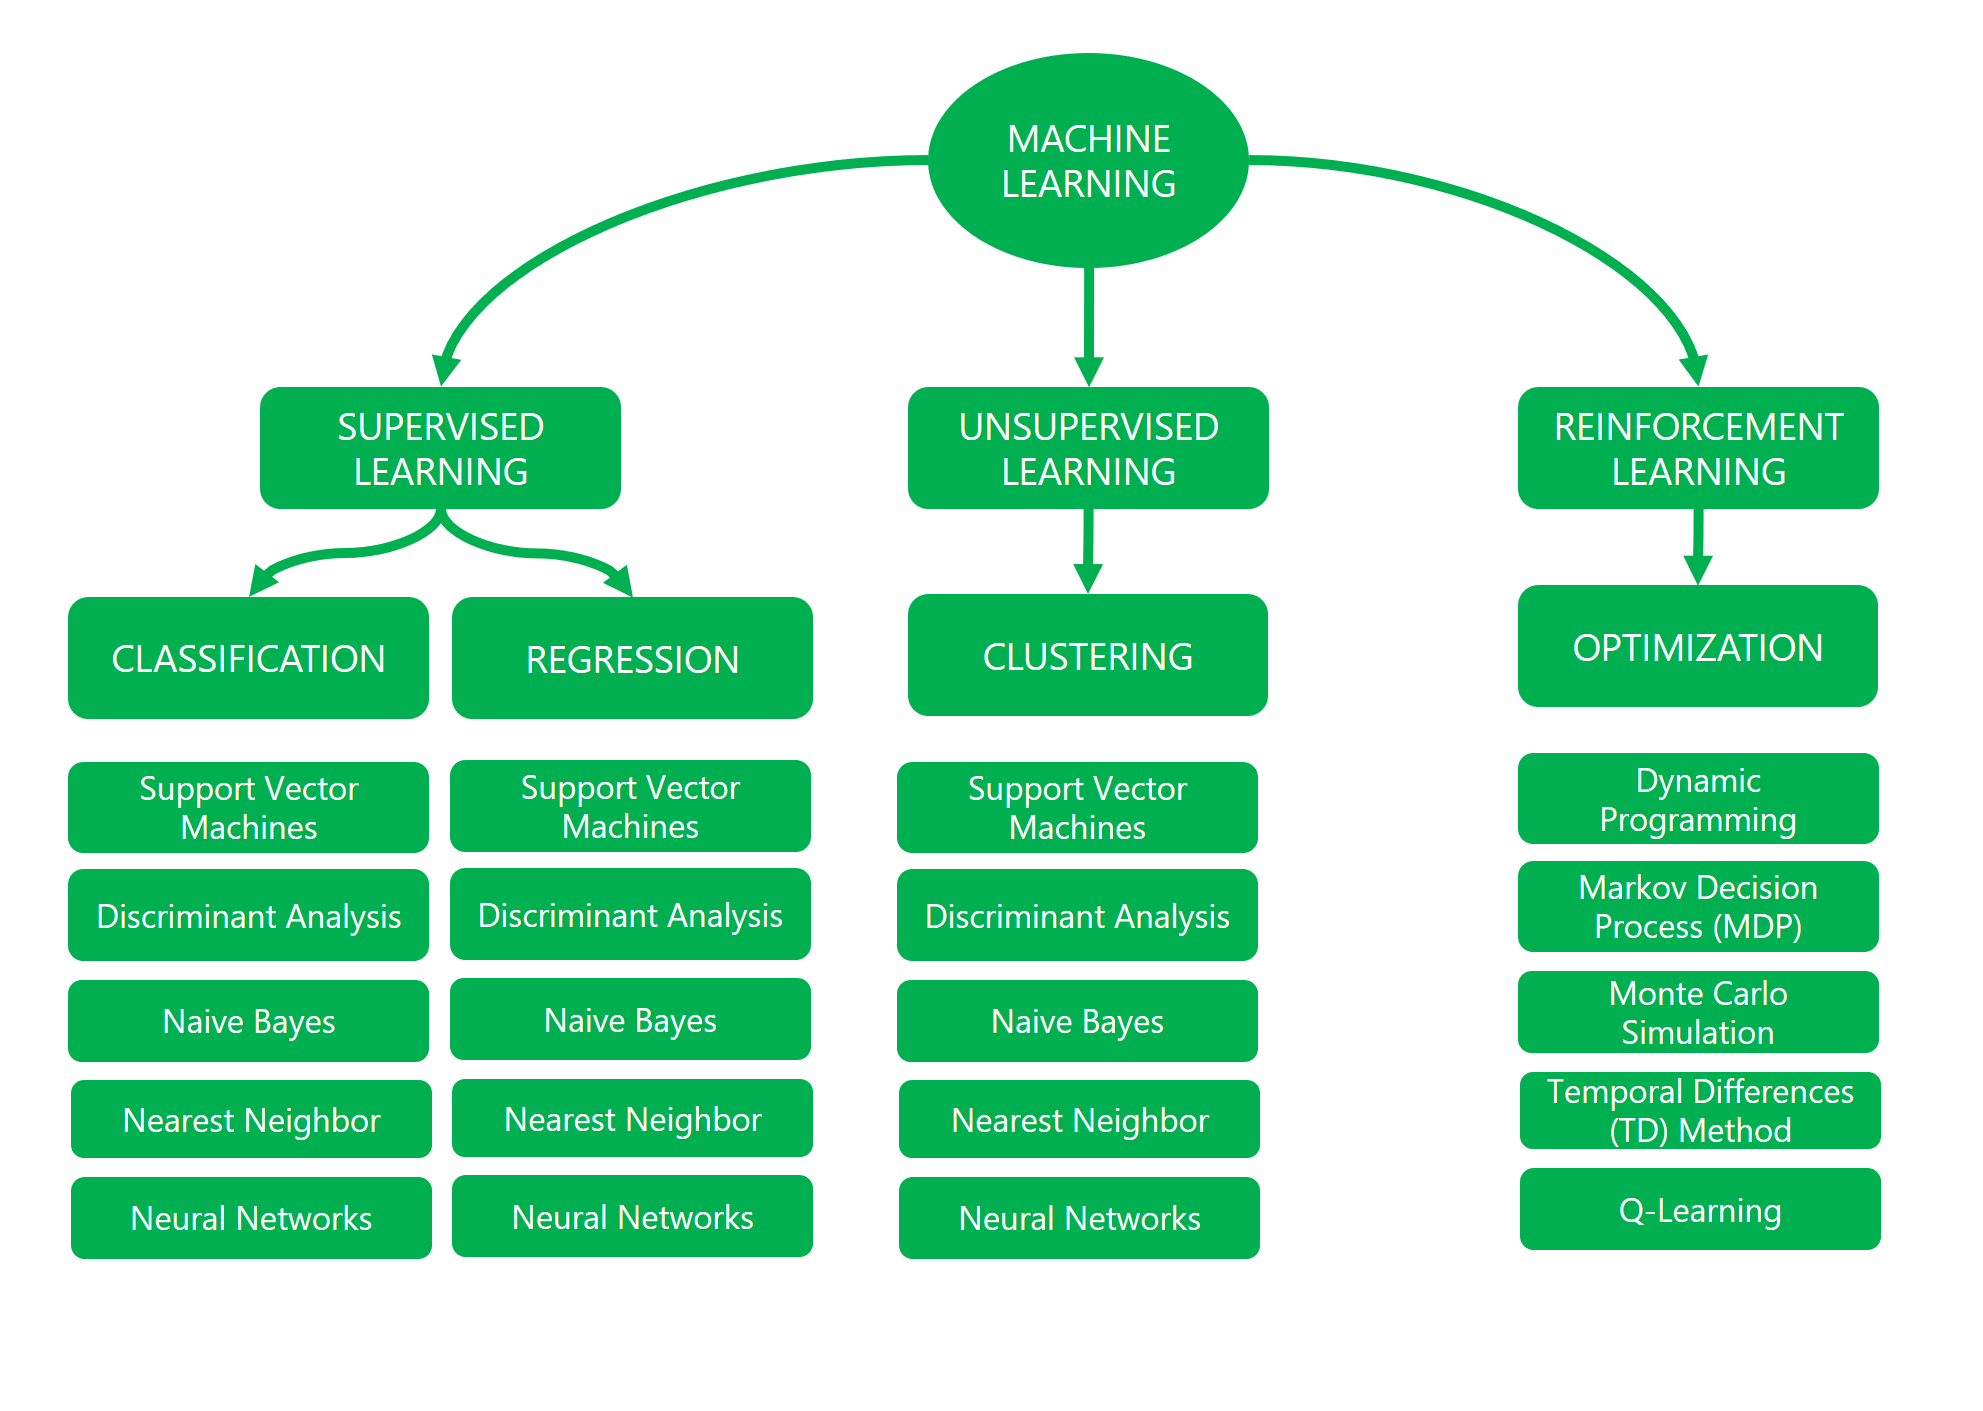 MACHINE
LEARNING
SUPERVISED
LEARNING
UNSUPERVISED
LEARNING
REINFORCEMENT
LEARNING
CLASSIFICATION
REGRESSION
CLUSTERING
OPTIMIZATION
Support Vector
Machines
Discriminant Analysis
Naive Bayes
Nearest Neighbor
Neural Networks
Support Vector
Machines
Discriminant Analysis
Naive Bayes
Nearest Neighbor
Neural Networks
Support Vector
Machines
Discriminant Analysis
Naive Bayes
Nearest Neighbor
Neural Networks
Dynamic
Programming
Markov Decision
Process (MDP)
Monte Carlo
Simulation
Temporal Differences
(TD) Method
Q-Learning